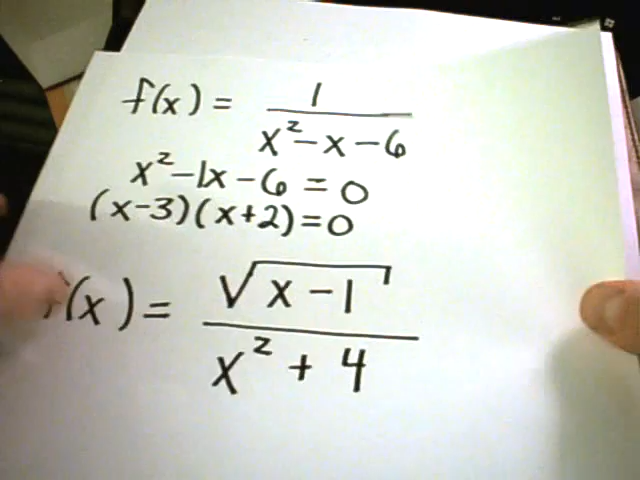 f(x) = 1 / x² - x - 6
x² - 1x - 6 = 0
(x - 3)(x + 2) = 0
(x) = √x - 1 / x² + 4